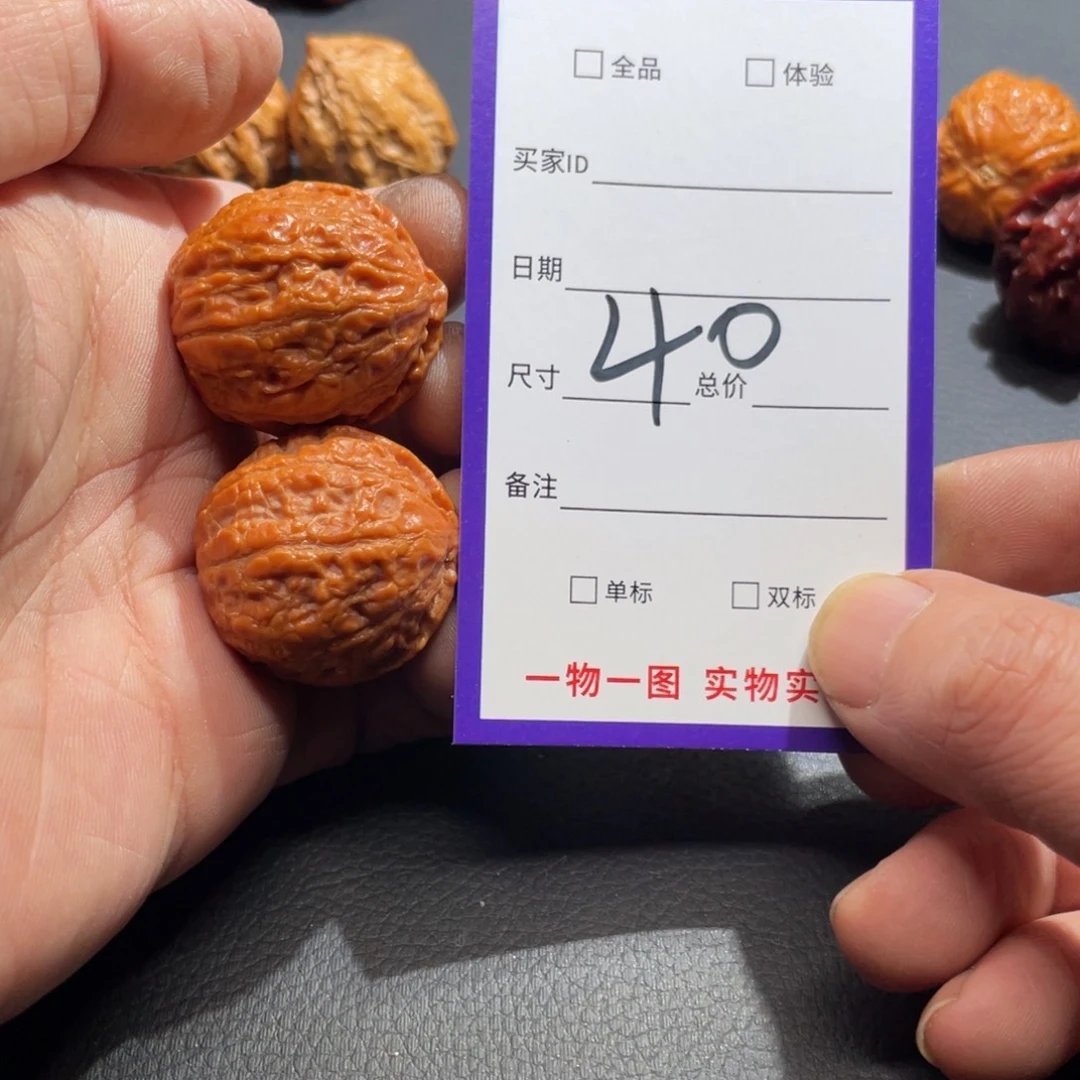 □ 全品 □ 体验
买家ID
日期
尺寸 40 总价
备注
□ 单标 □ 双标
一物一图 实物实